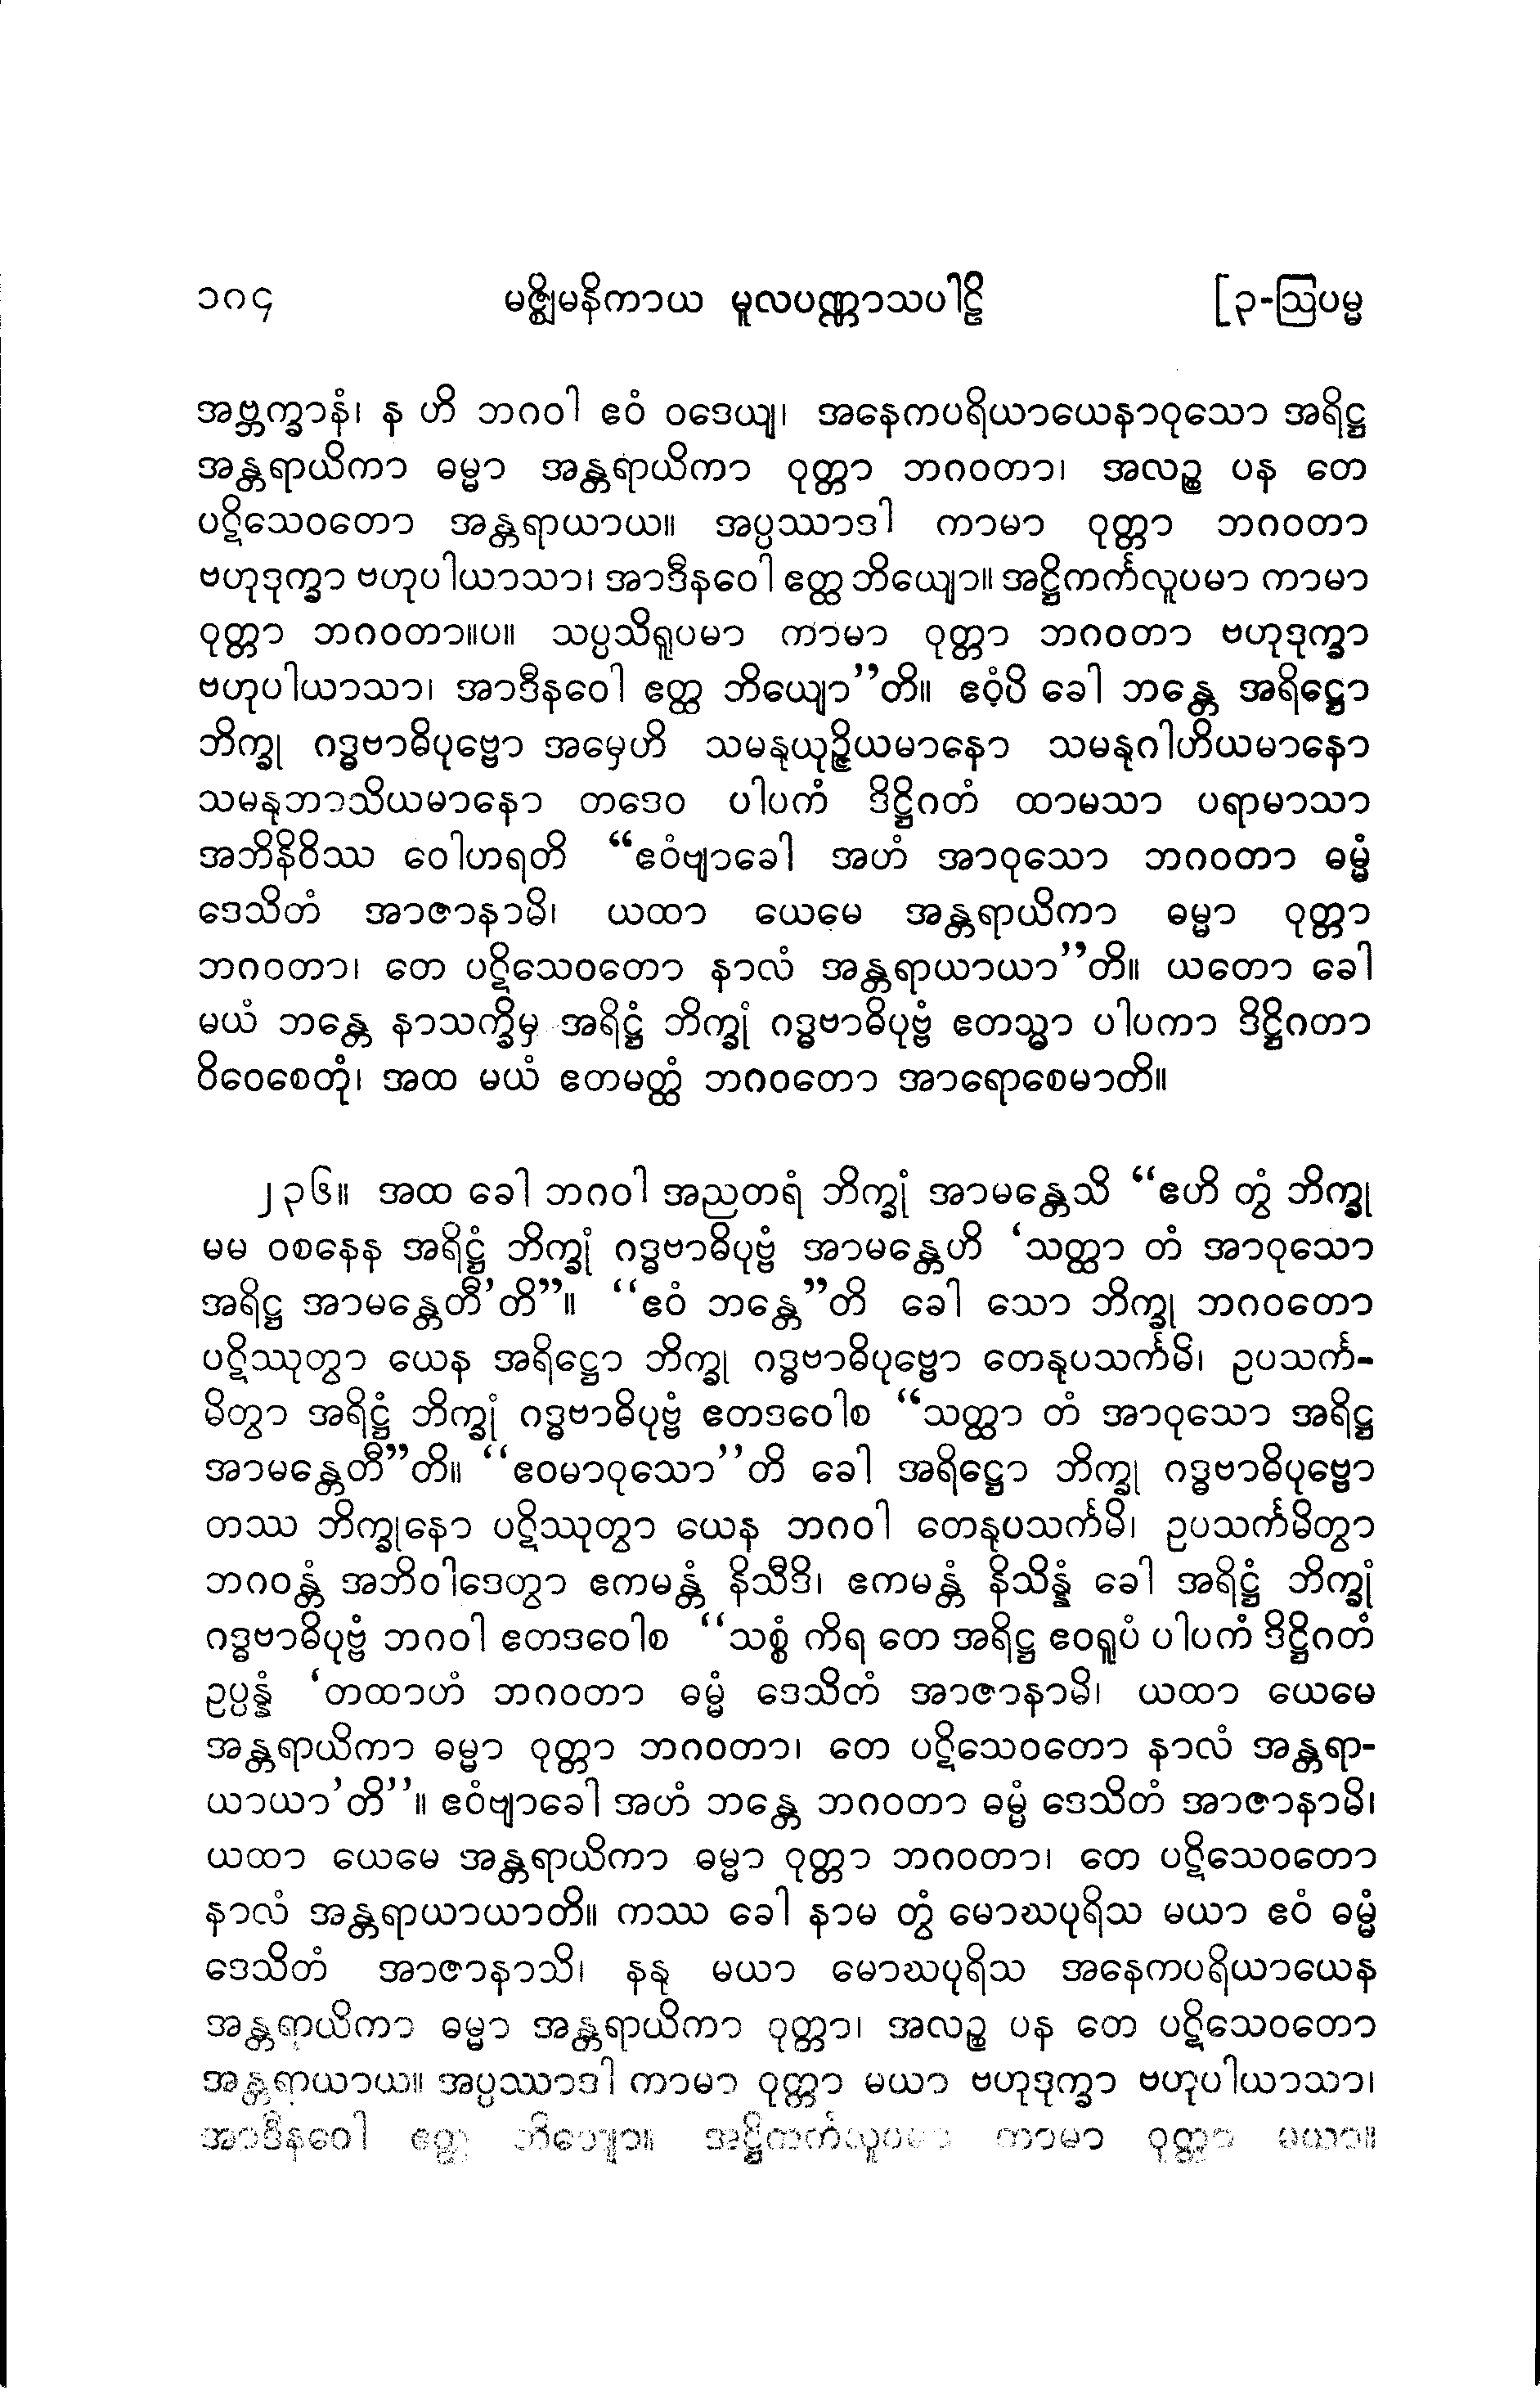 ၁၈၄ မဇ္ဈိမနိကာယ မူလပဏ္ဏာသပါဠိ [၃-ဩပမ္မ
အဗ္ဘက္ခာနံ၊ န ဟိ ဘဂဝါ ဧဝံ ဝဒေယျ၊ အနေကပရိယာယေနာဝုသော အရိဋ္ဌ
အန္တရာယိကာ ဓမ္မာ အန္တရာယိကာ ဝုတ္တာ ဘဂဝတာ၊ အလဉ္စ ပန တေ
ပဋိသေဝတော အန္တရာယာယ။ အပ္ပဿာဒါ ကာမာ ဝုတ္တာ ဘဂဝတာ
ဗဟုဒုက္ခာ ဗဟုပါယာသာ၊ အာဒီနဝေါ ဧတ္ထ ဘိယျော။ အဋ္ဌိကင်္ကလူပမာ ကာမာ
ဝုတ္တာ ဘဂဝတာ။ပ။ သပ္ပသိရူပမာ ကာမာ ဝုတ္တာ ဘဂဝတာ ဗဟုဒုက္ခာ
ဗဟုပါယာသာ၊ အာဒီနဝေါ ဧတ္ထ ဘိယျော”တိ။ ဧဝံ့ပိ ခေါ ဘန္တေ အရိဋ္ဌော
ဘိက္ခု ဂဒ္ဓဗာဓိပုဗ္ဗော အမှေဟိ သမနုယုဉ္ဇိယမာနော သမနုဂါဟိယမာနော
သမနုဘာသိယမာနော တဒေဝ ပါပကံ ဒိဋ္ဌိဂတံ ထာမသာ ပရာမာသာ
အဘိနိဝိဿ ဝေါဟရတိ “ဧဝံဗျာခေါ အဟံ အာဝုသော ဘဂဝတာ ဓမ္မံ
ဒေသိတံ အာဇာနာမိ၊ ယထာ ယေမေ အန္တရာယိကာ ဓမ္မာ ဝုတ္တာ
ဘဂဝတာ၊ တေ ပဋိသေဝတော နာလံ အန္တရာယာယာ”တိ။ ယတော ခေါ
မယံ ဘန္တေ နာသက္ခိမှ အရိဋ္ဌံ ဘိက္ခုံ ဂဒ္ဓဗာဓိပုဗ္ဗံ ဧတသ္မာ ပါပကာ ဒိဋ္ဌိဂတာ
ဝိဝေစေတုံ၊ အထ မယံ ဧတမတ္ထံ ဘဂဝတော အာရောစေမာတိ။
၂၃၆။ အထ ခေါ ဘဂဝါ အညတရံ ဘိက္ခုံ အာမန္တေသိ “ဧဟိ တွံ ဘိက္ခု
မမ ဝစနေန အရိဋ္ဌံ ဘိက္ခုံ ဂဒ္ဓဗာဓိပုဗ္ဗံ အာမန္တေဟိ ‘သတ္ထာ တံ အာဝုသော
အရိဋ္ဌ အာမန္တေတီ’တိ”။ “ဧဝံ ဘန္တေ”တိ ခေါ သော ဘိက္ခု ဘဂဝတော
ပဋိဿုတွာ ယေန အရိဋ္ဌော ဘိက္ခု ဂဒ္ဓဗာဓိပုဗ္ဗော တေနုပသင်္ကမိ၊ ဥပသင်္က-
မိတွာ အရိဋ္ဌံ ဘိက္ခုံ ဂဒ္ဓဗာဓိပုဗ္ဗံ ဧတဒဝေါစ “သတ္ထာ တံ အာဝုသော အရိဋ္ဌ
အာမန္တေတီ”တိ။ “ဧဝမာဝုသော”တိ ခေါ အရိဋ္ဌော ဘိက္ခု ဂဒ္ဓဗာဓိပုဗ္ဗော
တဿ ဘိက္ခုနော ပဋိဿုတွာ ယေန ဘဂဝါ တေနုပသင်္ကမိ၊ ဥပသင်္ကမိတွာ
ဘဂဝန္တံ အဘိဝါဒေတွာ ဧကမန္တံ နိသီဒိ၊ ဧကမန္တံ နိသိန္နံ ခေါ အရိဋ္ဌံ ဘိက္ခုံ
ဂဒ္ဓဗာဓိပုဗ္ဗံ ဘဂဝါ ဧတဒဝေါစ “သစ္စံ ကိရ တေ အရိဋ္ဌ ဧဝရူပံ ပါပကံ ဒိဋ္ဌိဂတံ
ဥပ္ပန္နံ ‘တထာဟံ ဘဂဝတာ ဓမ္မံ ဒေသိတံ အာဇာနာမိ၊ ယထာ ယေမေ
အန္တရာယိကာ ဓမ္မာ ဝုတ္တာ ဘဂဝတာ၊ တေ ပဋိသေဝတော နာလံ အန္တရာ-
ယာယာ’တိ”။ ဧဝံဗျာခေါ အဟံ ဘန္တေ ဘဂဝတာ ဓမ္မံ ဒေသိတံ အာဇာနာမိ၊
ယထာ ယေမေ အန္တရာယိကာ ဓမ္မာ ဝုတ္တာ ဘဂဝတာ၊ တေ ပဋိသေဝတော
နာလံ အန္တရာယာယာတိ။ ကဿ ခေါ နာမ တွံ မောဃပုရိသ မယာ ဧဝံ ဓမ္မံ
ဒေသိတံ အာဇာနာသိ၊ နနု မယာ မောဃပုရိသ အနေကပရိယာယေန
အန္တရာယိကာ ဓမ္မာ အန္တရာယိကာ ဝုတ္တာ၊ အလဉ္စ ပန တေ ပဋိသေဝတော
အန္တရာယာယ။ အပ္ပဿာဒါ ကာမာ ဝုတ္တာ မယာ ဗဟုဒုက္ခာ ဗဟုပါယာသာ၊
အာဒီနဝေါ ဧတ္ထ ဘိယျော။ အဋ္ဌိကင်္ကလူပမာ ကာမာ ဝုတ္တာ မယာ။